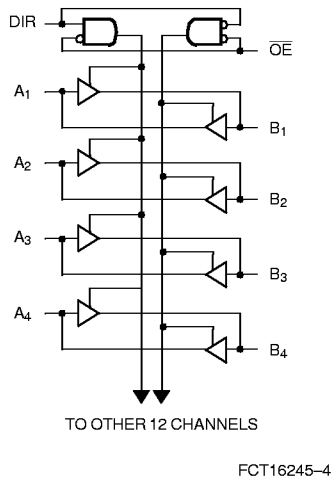 DIR
OE
A1
B1
A2
B2
A3
B3
A4
B4
TO OTHER 12 CHANNELS
FCT16245–4